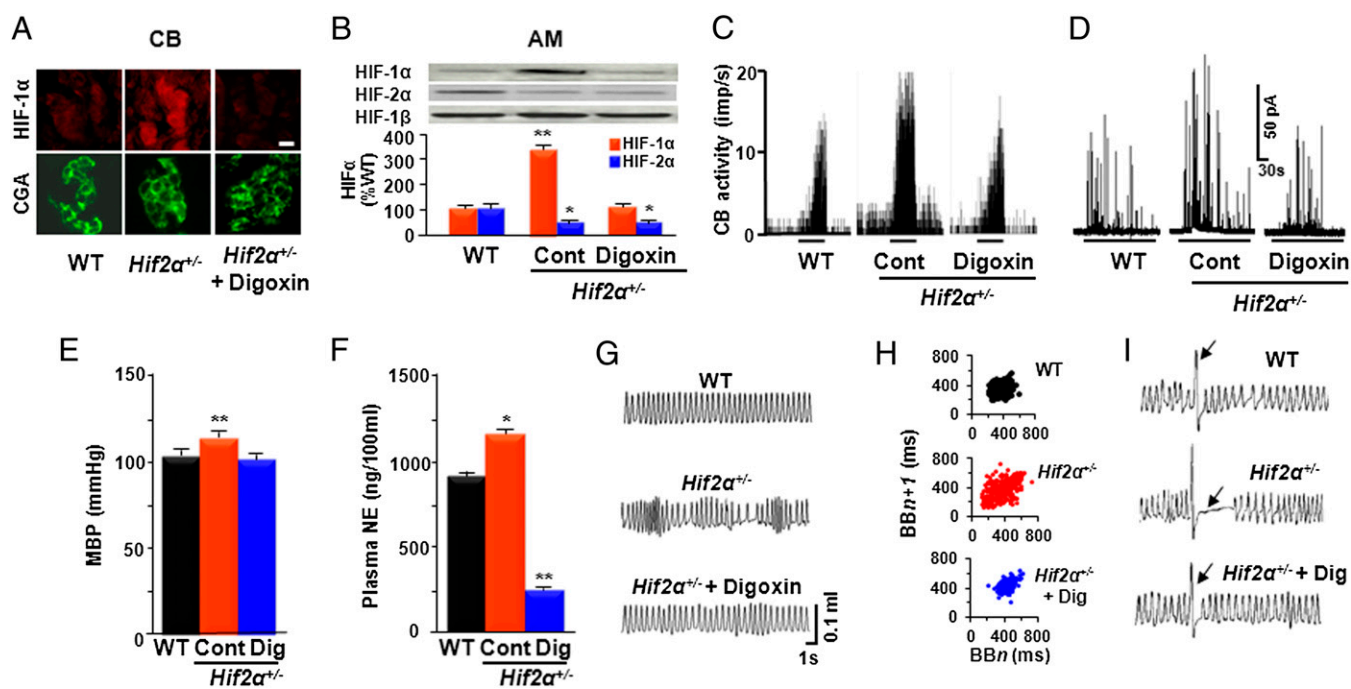 A
CB
HIF-1α
CGA
WT
Hif2α+/-
Hif2α+/-
+ Digoxin
B
AM
HIF-1α
HIF-2α
HIF-1β
HIFα
(%WT)
400
300
200
100
0
**
*
*
HIF-1α
HIF-2α
WT
Cont
Digoxin
Hif2α+/-
C
CB activity (imp/s)
20
10
0
WT
Cont
Digoxin
Hif2α+/-
D
50 pA
30s
WT
Cont
Digoxin
Hif2α+/-
E
MBP (mmHg)
150
100
50
0
**
WT
Cont
Dig
Hif2α+/-
F
Plasma NE (ng/100ml)
1500
1000
500
250
0
*
**
WT
Cont
Dig
Hif2α+/-
G
WT
Hif2α+/-
Hif2α+/- + Digoxin
0.1 ml
1s
H
BBn+1 (ms)
800
400
0
0 400 800
WT
800
400
0
0 400 800
Hif2α+/-
800
400
0
0 400 800
Hif2α+/-
+ Dig
BBn (ms)
I
WT
Hif2α+/-
Hif2α+/- + Dig